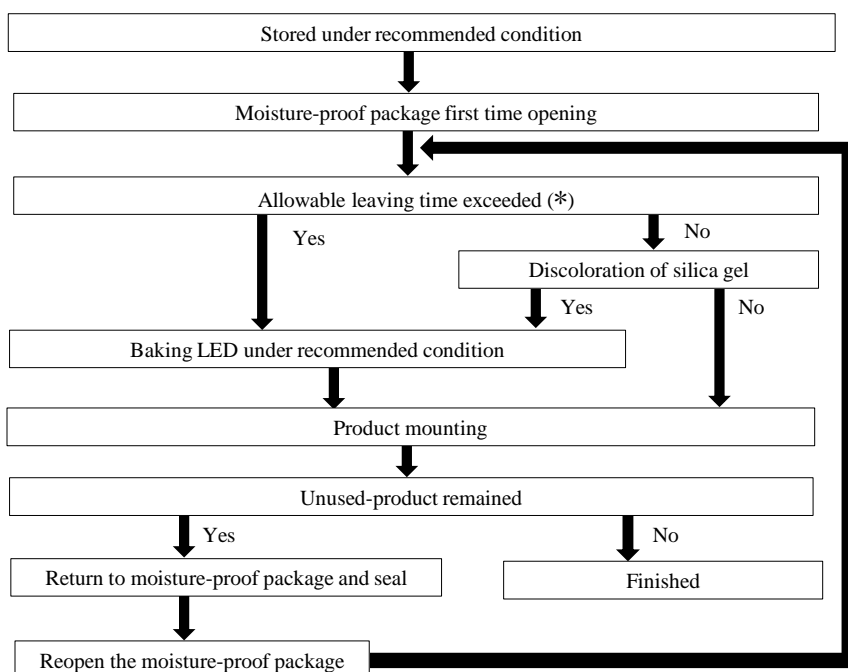 Stored under recommended condition
Moisture-proof package first time opening
Allowable leaving time exceeded (*)
Yes
No
Discoloration of silica gel
Yes
No
Baking LED under recommended condition
Product mounting
Unused-product remained
Yes
No
Return to moisture-proof package and seal
Finished
Reopen the moisture-proof package